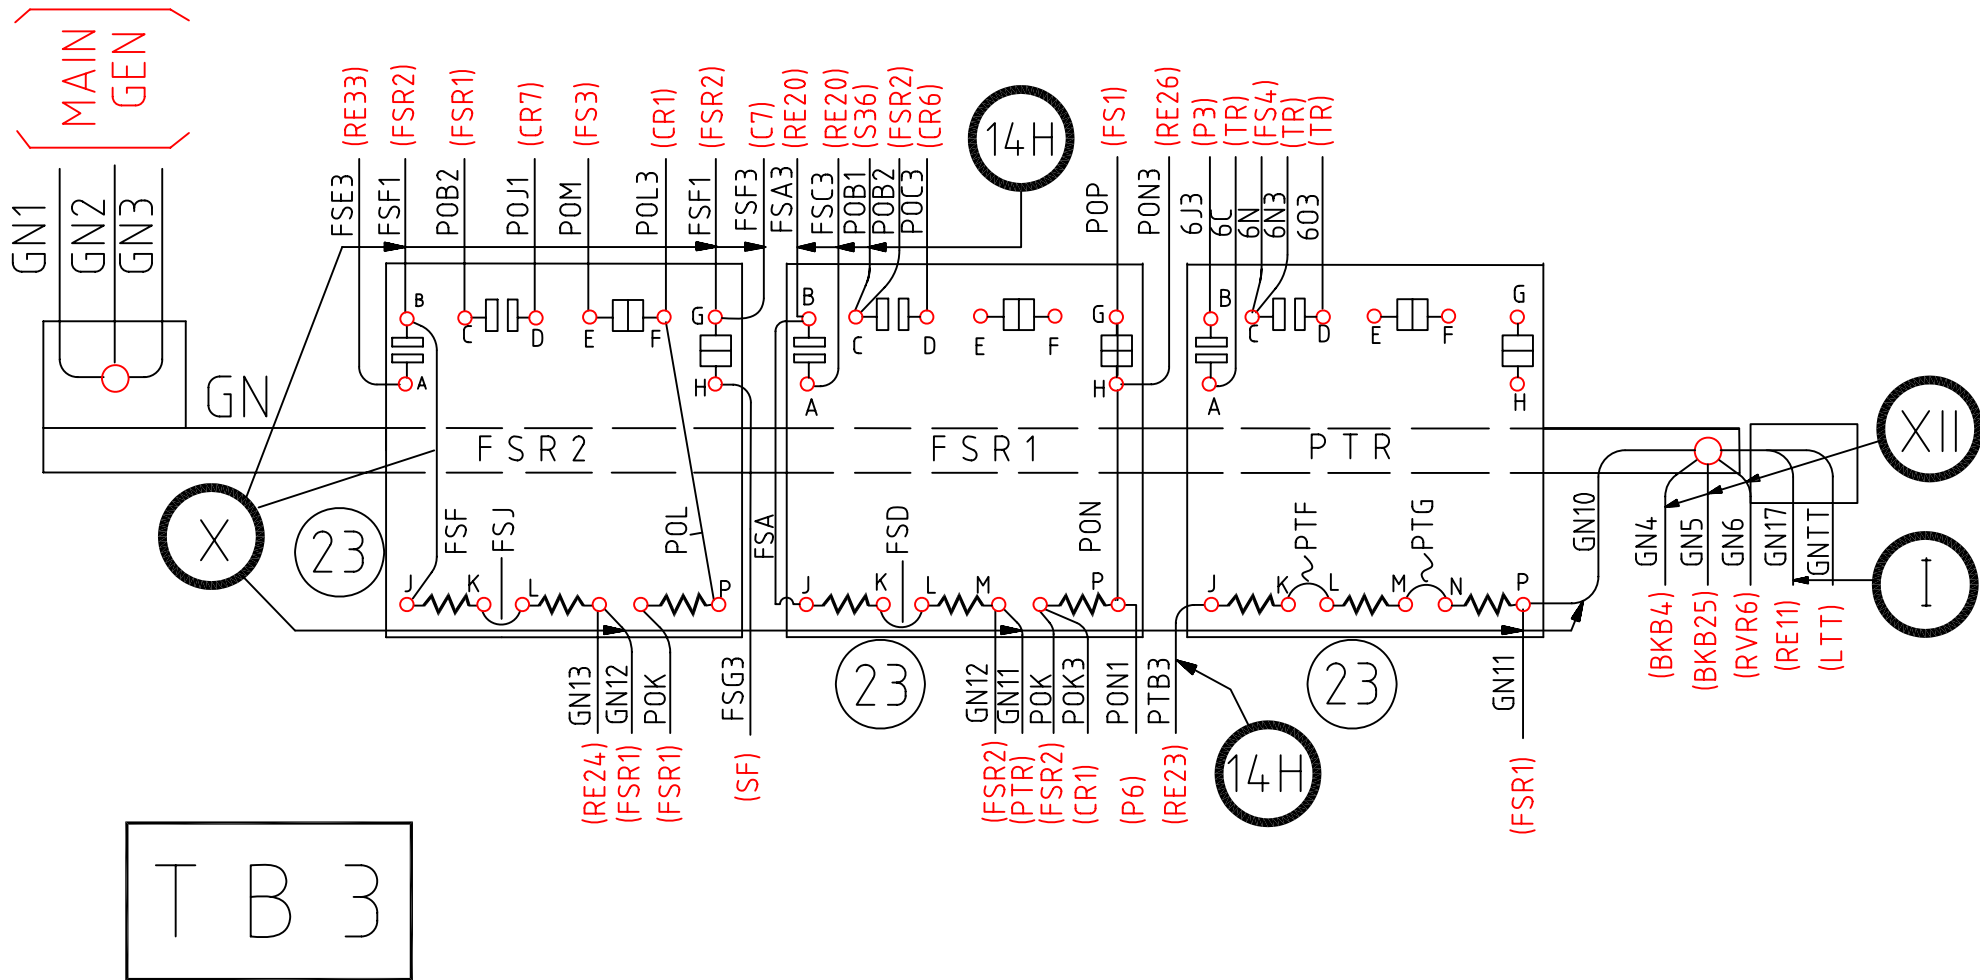 MAIN
GEN
GN1
GN2
GN3
GN
(RE33)
(FSR2)
(FSR1)
(CR7)
(FS3)
(CR1)
(FSR2)
(C7)
(RE20)
(RE20)
(S36)
(FSR2)
(CR6)
14H
(FS1)
(RE26)
(P3)
(TR)
(FS4)
(TR)
(TR)
FSE3
FSF1
POB2
POJ1
POM
POL3
FSF1
FSF3
FSA3
FSC3
POB1
POB2
POC3
POP
PON3
6J3
6C
6N
6N3
6O3
B
A
C
D
E
F
G
H
B
A
C
D
E
F
G
H
B
A
C
D
E
F
G
H
FSR2
FSR1
PTR
XII
X
23
FSF
FSJ
POL
FSA
FSD
PON
PTF
PTG
GN10
GN4
GN5
GN6
GN17
GNTT
I
J
K
L
P
J
K
L
M
P
J
K
L
M
N
P
(BKB4)
(BKB25)
(RVR6)
(RE11)
(LTT)
GN13
GN12
POK
FSG3
23
GN12
GN11
POK
POK3
PON1
PTB3
23
GN11
14H
(RE24)
(FSR1)
(FSR1)
(SF)
(FSR2)
(PTR)
(FSR2)
(CR1)
(P6)
(RE23)
(FSR1)
T B 3